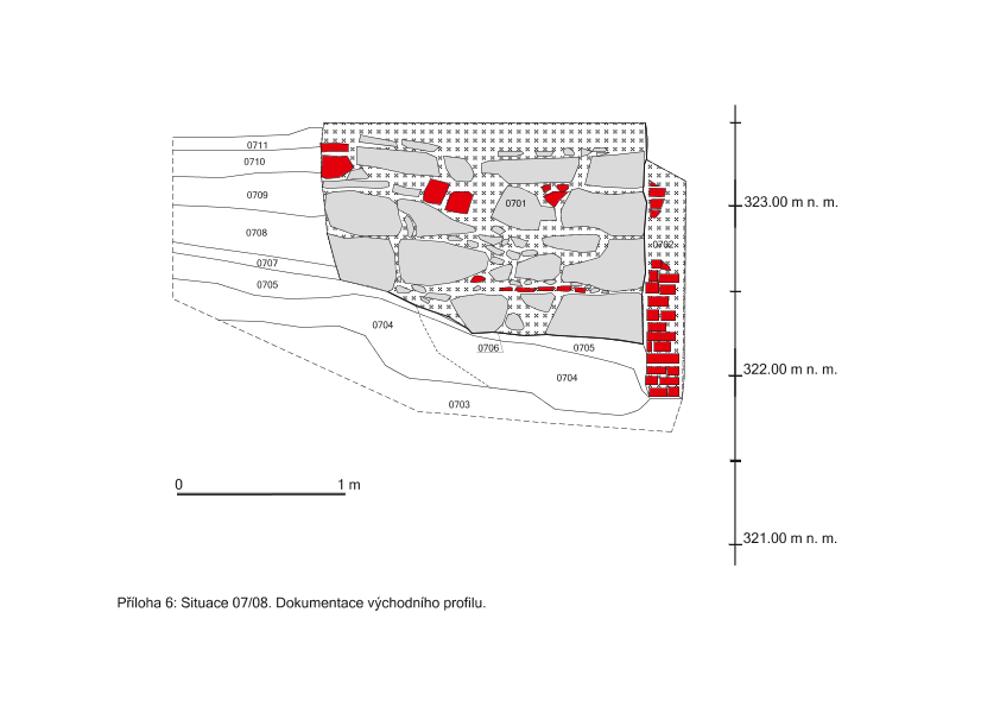 0711
0710
0709
0701
323.00 m n. m.
0708
0702
0707
0705
0704
0706
0705
322.00 m n. m.
0704
0703
0 1 m
321.00 m n. m.
Příloha 6: Situace 07/08. Dokumentace východního profilu.